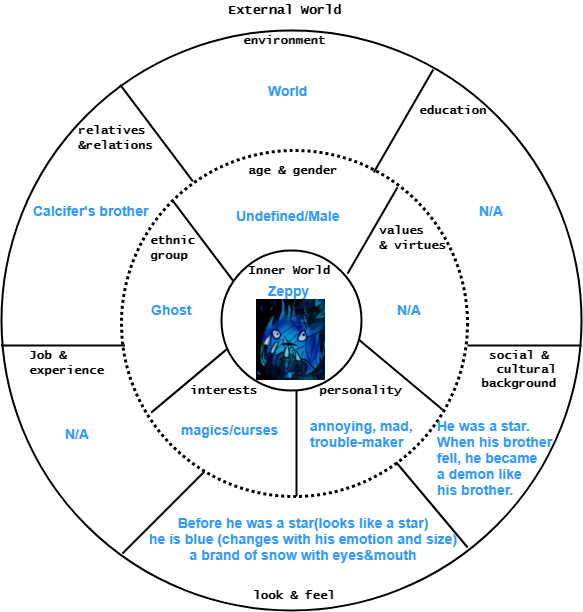 External World
environment
World
education
N/A
relatives
&relations
Calcifer's brother
age & gender
Undefined/Male
values
& virtues
N/A
ethnic
group
Ghost
Inner World
Zeppy
Job &
experience
N/A
interests
magics/curses
personality
annoying, mad,
trouble-maker
social &
cultural
background
He was a star.
When his brother
fell, he became
a demon like
his brother.
Before he was a star(looks like a star)
he is blue (changes with his emotion and size)
a brand of snow with eyes&mouth
look & feel